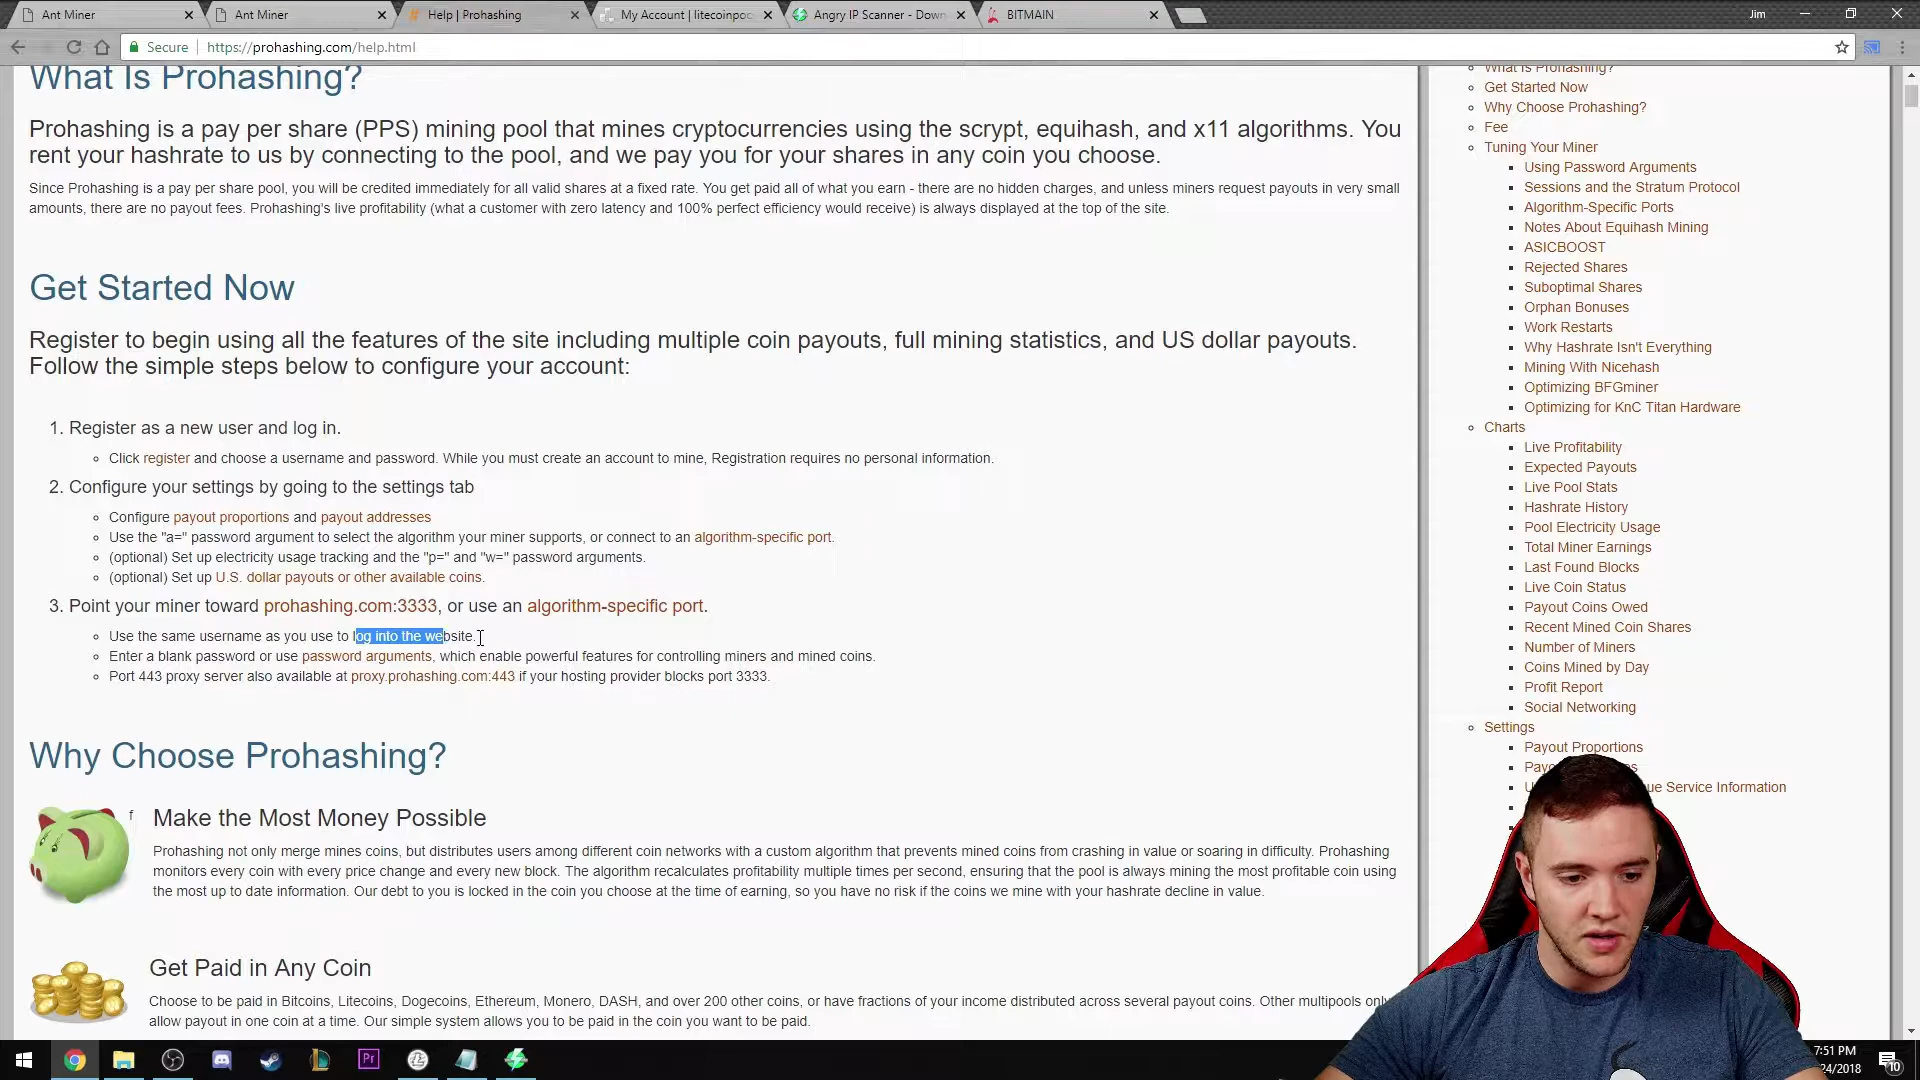 Ant Miner
Ant Miner
Help | Prohashing
My Account | litecoinpoo
Angry IP Scanner - Down
BITMAIN
Jim
Secure
https://prohashing.com/help.html
What Is Prohashing?
Prohashing is a pay per share (PPS) mining pool that mines cryptocurrencies using the scrypt, equihash, and x11 algorithms. You
rent your hashrate to us by connecting to the pool, and we pay you for your shares in any coin you choose.
Since Prohashing is a pay per share pool, you will be credited immediately for all valid shares at a fixed rate. You get paid all of what you earn - there are no hidden charges, and unless miners request payouts in very small
amounts, there are no payout fees. Prohashing's live profitability (what a customer with zero latency and 100% perfect efficiency would receive) is always displayed at the top of the site.
Get Started Now
Register to begin using all the features of the site including multiple coin payouts, full mining statistics, and US dollar payouts.
Follow the simple steps below to configure your account:
1. Register as a new user and log in.
Click register and choose a username and password. While you must create an account to mine, Registration requires no personal information.
2. Configure your settings by going to the settings tab
Configure payout proportions and payout addresses
Use the "a=" password argument to select the algorithm your miner supports, or connect to an algorithm-specific port.
(optional) Set up electricity usage tracking and the "p=" and "w=" password arguments.
(optional) Set up U.S. dollar payouts or other available coins.
3. Point your miner toward prohashing.com:3333, or use an algorithm-specific port.
Use the same username as you use to log into the website.
Enter a blank password or use password arguments, which enable powerful features for controlling miners and mined coins.
Port 443 proxy server also available at proxy.prohashing.com:443 if your hosting provider blocks port 3333.
Why Choose Prohashing?
f
Make the Most Money Possible
Prohashing not only merge mines coins, but distributes users among different coin networks with a custom algorithm that prevents mined coins from crashing in value or soaring in difficulty. Prohashing
monitors every coin with every price change and every new block. The algorithm recalculates profitability multiple times per second, ensuring that the pool is always mining the most profitable coin using
the most up to date information. Our debt to you is locked in the coin you choose at the time of earning, so you have no risk if the coins we mine with your hashrate decline in value.
Get Paid in Any Coin
Choose to be paid in Bitcoins, Litecoins, Dogecoins, Ethereum, Monero, DASH, and over 200 other coins, or have fractions of your income distributed across several payout coins. Other multipools only
allow payout in one coin at a time. Our simple system allows you to be paid in the coin you want to be paid.
What Is Prohashing?
Get Started Now
Why Choose Prohashing?
Fee
Tuning Your Miner
Using Password Arguments
Sessions and the Stratum Protocol
Algorithm-Specific Ports
Notes About Equihash Mining
ASICBOOST
Rejected Shares
Suboptimal Shares
Orphan Bonuses
Work Restarts
Why Hashrate Isn't Everything
Mining With Nicehash
Optimizing BFGminer
Optimizing for KnC Titan Hardware
Charts
Live Profitability
Expected Payouts
Live Pool Stats
Hashrate History
Pool Electricity Usage
Total Miner Earnings
Last Found Blocks
Live Coin Status
Payout Coins Owed
Recent Mined Coin Shares
Number of Miners
Coins Mined by Day
Profit Report
Social Networking
Settings
Payout Proportions
ue Service Information
Pr
7:51 PM
24/2018
10